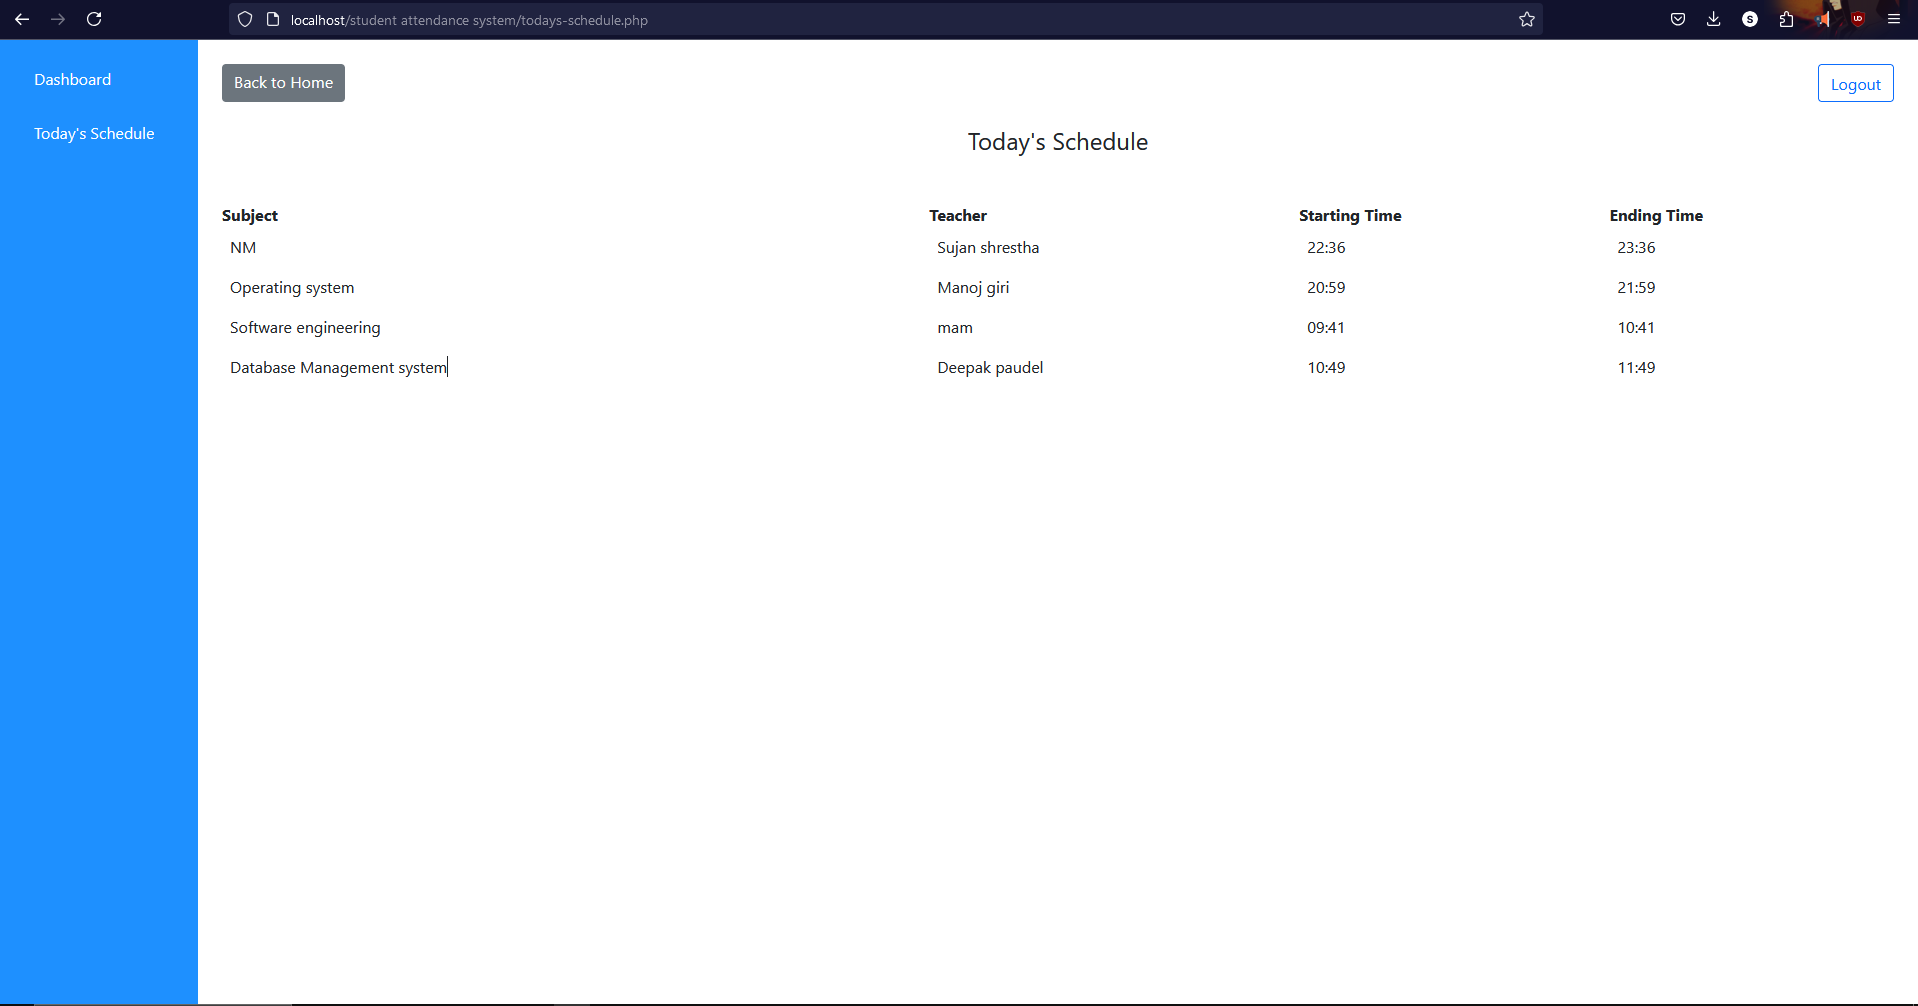 localhost/student attendance system/todays-schedule.php
S
UD
Dashboard
Today's Schedule
Back to Home
Logout
Today's Schedule
Subject Teacher Starting Time Ending Time
NM Sujan shrestha 22:36 23:36
Operating system Manoj giri 20:59 21:59
Software engineering mam 09:41 10:41
Database Management system Deepak paudel 10:49 11:49